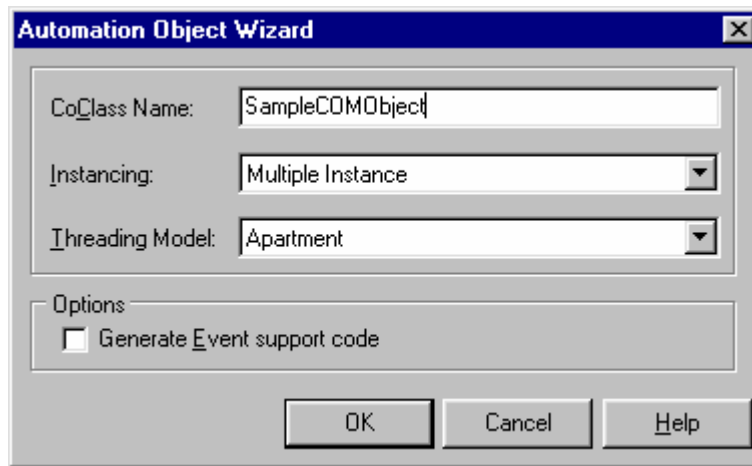 Automation Object Wizard
CoClass Name: SampleCOMObject
Instancing: Multiple Instance
Threading Model: Apartment
Options
Generate Event support code
OK Cancel Help